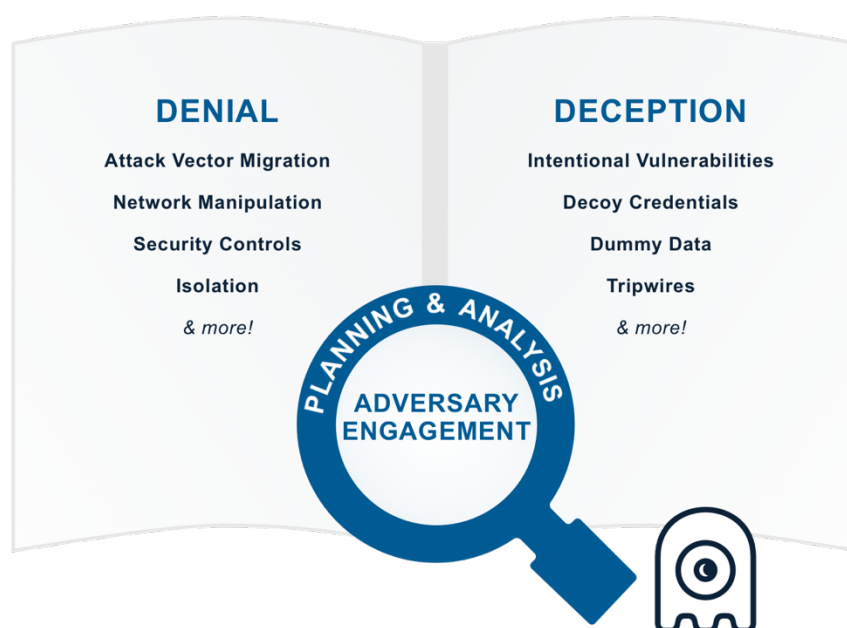 DENIAL
Attack Vector Migration
Network Manipulation
Security Controls
Isolation
& more!
DECEPTION
Intentional Vulnerabilities
Decoy Credentials
Dummy Data
Tripwires
& more!
PLANNING & ANALYSIS
ADVERSARY
ENGAGEMENT